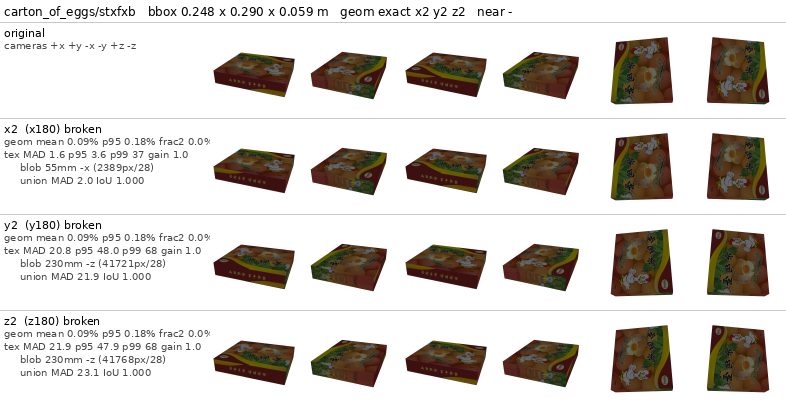 carton_of_eggs/stxfxb   bbox 0.248 x 0.290 x 0.059 m   geom exact x2 y2 z2   near -
original
cameras +x +y -x -y +z -z
x2  (x180) broken
geom mean 0.09% p95 0.18% frac2 0.0%
tex MAD 1.6 p95 3.6 p99 37 gain 1.0
blob 55mm -x (2389px/28)
union MAD 2.0 IoU 1.000
y2  (y180) broken
geom mean 0.09% p95 0.18% frac2 0.0%
tex MAD 20.8 p95 48.0 p99 68 gain 1.0
blob 230mm -z (41721px/28)
union MAD 21.9 IoU 1.000
z2  (z180) broken
geom mean 0.09% p95 0.18% frac2 0.0%
tex MAD 21.9 p95 47.9 p99 68 gain 1.0
blob 230mm -z (41768px/28)
union MAD 23.1 IoU 1.000